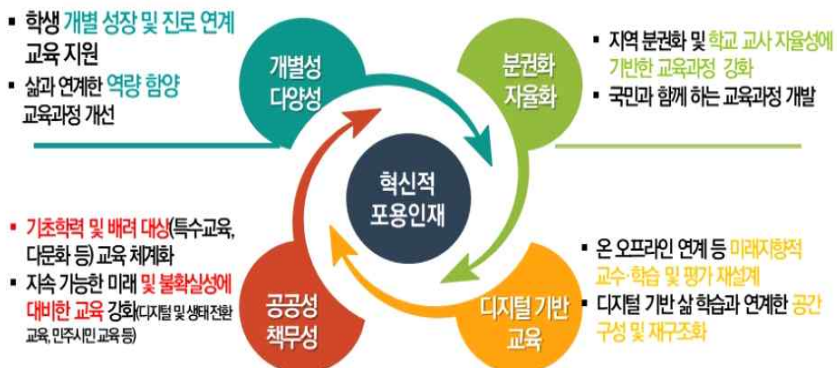 ▪ 학생 개별 성장 및 진로 연계
교육 지원
▪ 삶과 연계한 역량 함양
교육과정 개선
개별성
다양성
분권화
자율화
▪ 지역 분권화 및 학교 교사 자율성에
기반한 교육과정 강화
▪ 국민과 함께 하는 교육과정 개발
혁신적
포용인재
▪ 기초학력 및 배려 대상(특수교육,
다문화 등) 교육 체계화
▪ 지속 가능한 미래 및 불확실성에
대비한 교육 강화(디지털 및 생태 전환
교육, 민주시민 교육 등)
공공성
책무성
디지털 기반
교육
▪ 온 오프라인 연계 등 미래지향적
교수·학습 및 평가 재설계
▪ 디지털 기반 삶 학습과 연계한 공간
구성 및 재구조화